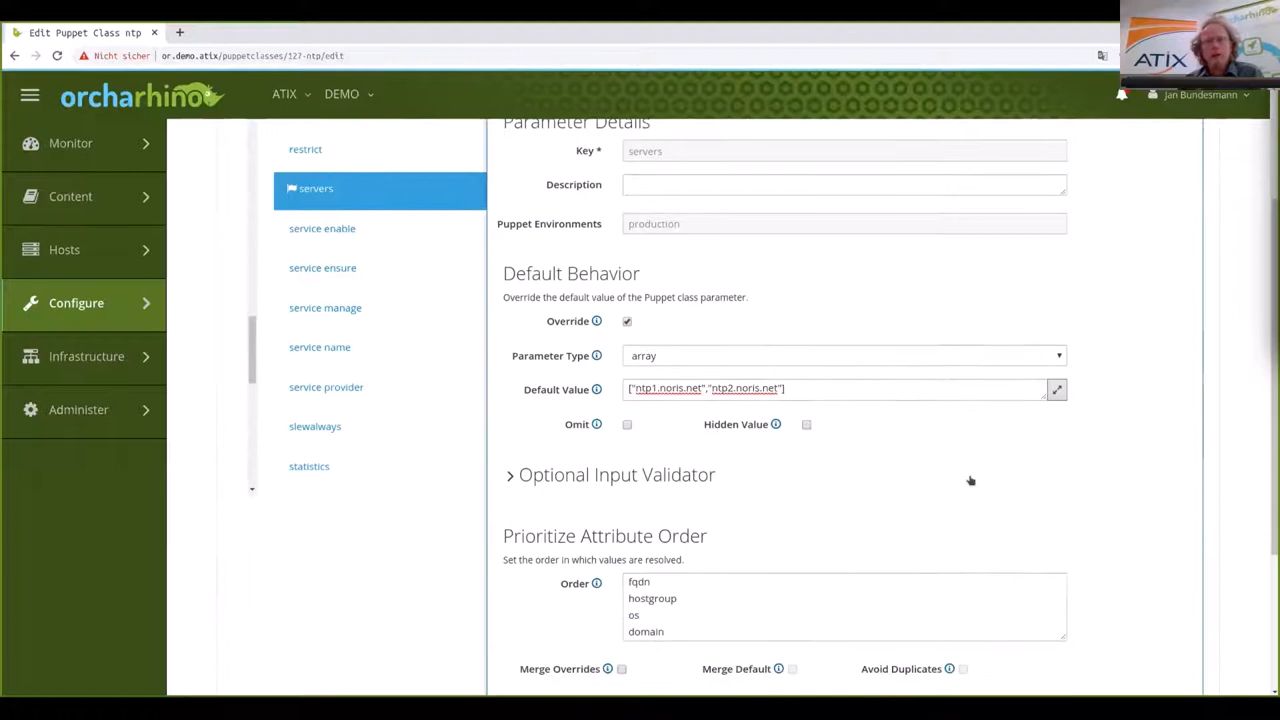 Edit Puppet Class ntp
Nicht sicher
or.demo.atix/puppetclasses/327-ntp/edit
ATIX
orcharhino
ATIX
DEMO
Jan Bundesmann
Monitor
Content
Hosts
Configure
Infrastructure
Administer
restrict
servers
service enable
service ensure
service manage
service name
service provider
slewalways
statistics
Parameter Details
Key *
servers
Description
Puppet Environments
production
Default Behavior
Override the default value of the Puppet class parameter.
Override
Parameter Type
array
Default Value
["ntp1.noris.net","ntp2.noris.net"]
Omit
Hidden Value
Optional Input Validator
Prioritize Attribute Order
Set the order in which values are resolved.
Order
fqdn
hostgroup
os
domain
Merge Overrides
Merge Default
Avoid Duplicates